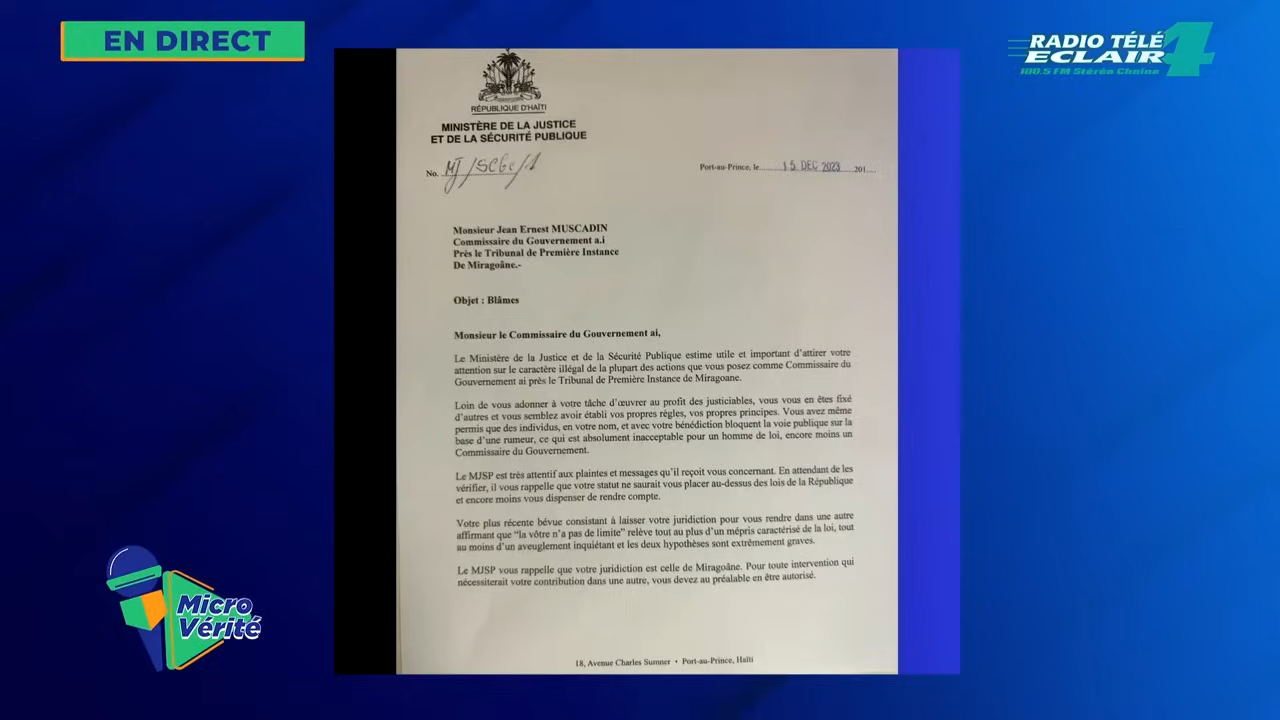 EN DIRECT
RADIO TÉLÉ 4
ECLAIR
100.5 FM Stéréo Chaine
RÉPUBLIQUE D'HAÏTI
MINISTÈRE DE LA JUSTICE
ET DE LA SÉCURITÉ PUBLIQUE
No. MJ/SCGC/1
Port-au-Prince, le 15 DEC 2023 201
Monsieur Jean Ernest MUSCADIN
Commissaire du Gouvernement a.i
Près le Tribunal de Première Instance
De Miragoâne.-
Objet : Blâmes
Monsieur le Commissaire du Gouvernement ai,
Le Ministère de la Justice et de la Sécurité Publique estime utile et important d'attirer votre
attention sur le caractère illégal de la plupart des actions que vous posez comme Commissaire du
Gouvernement ai près le Tribunal de Première Instance de Miragoane.
Loin de vous adonner à votre tâche d'œuvrer au profit des justiciables, vous vous en êtes fixé
d'autres et vous semblez avoir établi vos propres règles, vos propres principes. Vous avez même
permis que des individus, en votre nom, et avec votre bénédiction bloquent la voie publique sur la
base d'une rumeur, ce qui est absolument inacceptable pour un homme de loi, encore moins un
Commissaire du Gouvernement.
Le MJSP est très attentif aux plaintes et messages qu'il reçoit vous concernant. En attendant de les
vérifier, il vous rappelle que votre statut ne saurait vous placer au-dessus des lois de la République
et encore moins vous dispenser de rendre compte.
Votre plus récente bévue consistant à laisser votre juridiction pour vous rendre dans une autre
affirmant que "la vôtre n'a pas de limite" relève tout au plus d'un mépris caractérisé de la loi, tout
au moins d'un aveuglement inquiétant et les deux hypothèses sont extrêmement graves.
Le MJSP vous rappelle que votre juridiction est celle de Miragoâne. Pour toute intervention qui
nécessiterait votre contribution dans une autre, vous devez au préalable en être autorisé.
18, Avenue Charles Sumner • Port-au-Prince, Haïti
Micro
Vérité